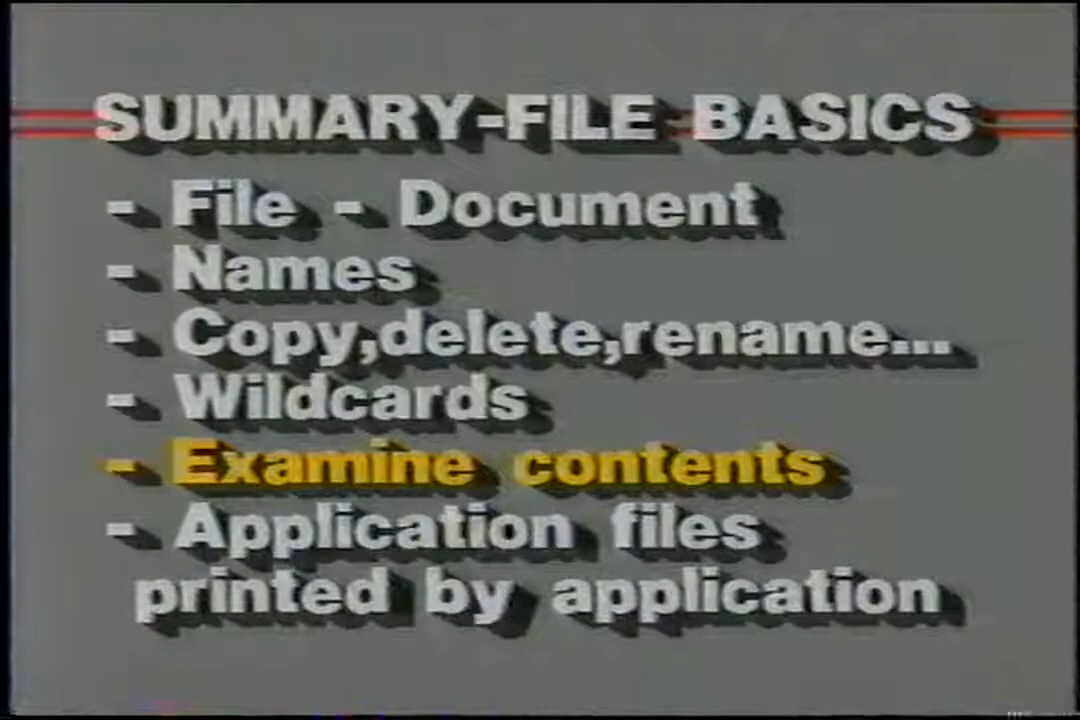 SUMMARY-FILE BASICS
- File - Document
- Names
- Copy,delete,rename...
- Wildcards
- Examine contents
- Application files
printed by application